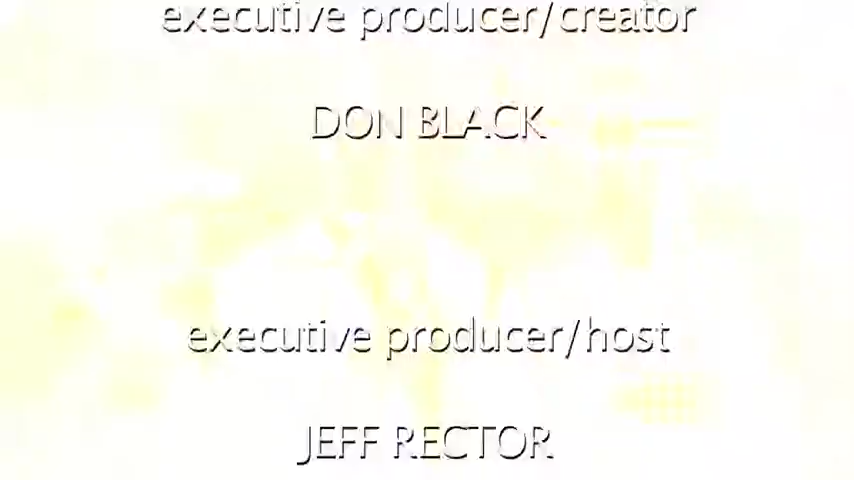 executive producer/creator
DON BLACK
executive producer/host
JEFF RECTOR